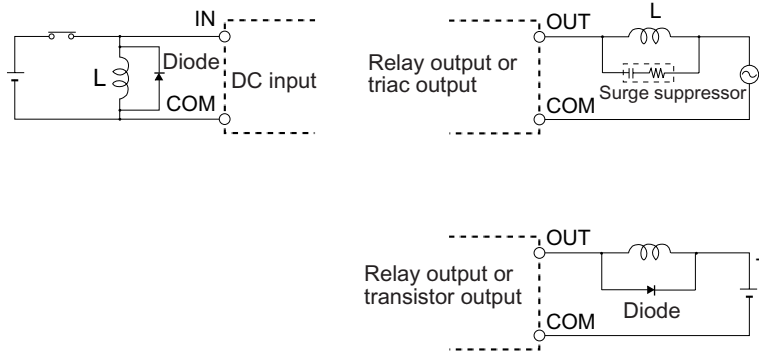 IN
L
Diode
DC input
COM
OUT
L
Relay output or
triac output
Surge suppressor
COM
OUT
Relay output or
transistor output
Diode
COM